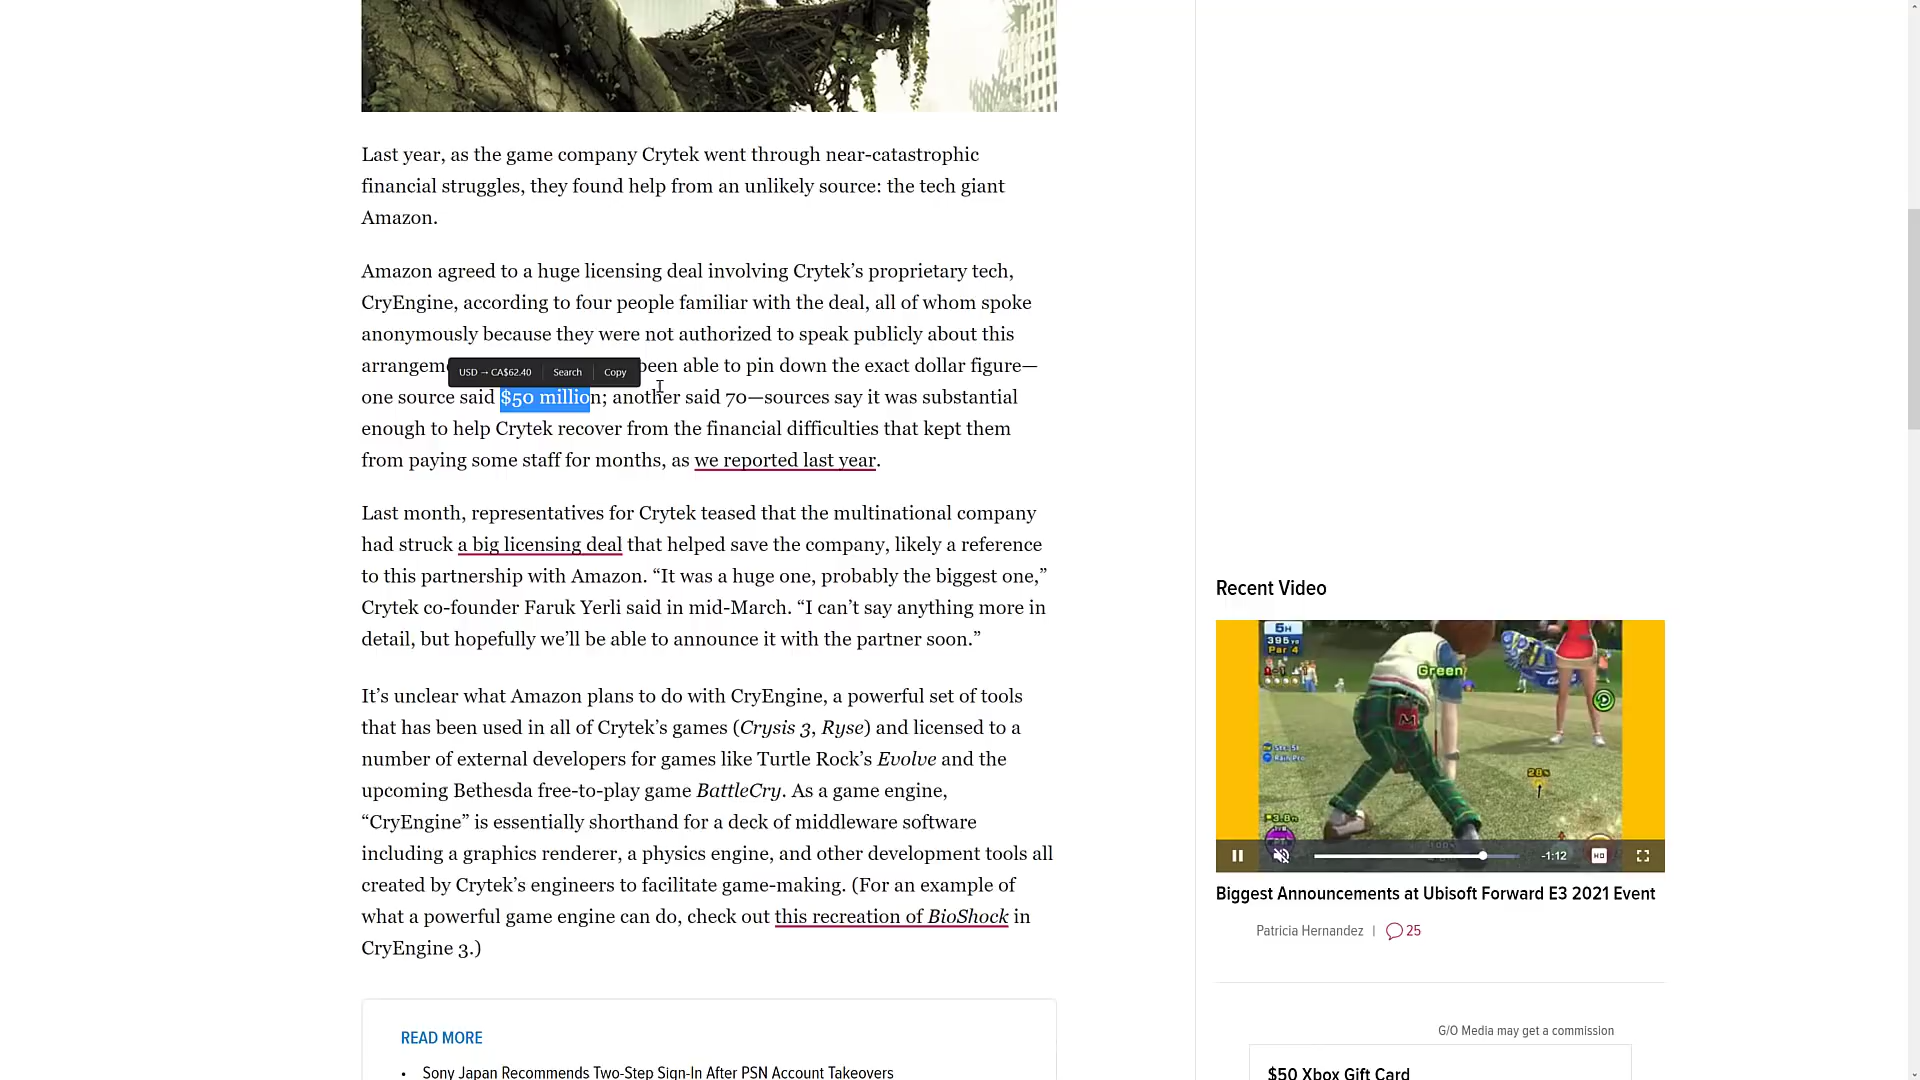 Last year, as the game company Crytek went through near-catastrophic
financial struggles, they found help from an unlikely source: the tech giant
Amazon.
Amazon agreed to a huge licensing deal involving Crytek’s proprietary tech,
CryEngine, according to four people familiar with the deal, all of whom spoke
anonymously because they were not authorized to speak publicly about this
arrangeme been able to pin down the exact dollar figure—
USD → CA$62.40 Search Copy
one source said $50 million; another said 70—sources say it was substantial
enough to help Crytek recover from the financial difficulties that kept them
from paying some staff for months, as we reported last year.
Last month, representatives for Crytek teased that the multinational company
had struck a big licensing deal that helped save the company, likely a reference
to this partnership with Amazon. “It was a huge one, probably the biggest one,”
Crytek co-founder Faruk Yerli said in mid-March. “I can’t say anything more in
detail, but hopefully we’ll be able to announce it with the partner soon.”
It’s unclear what Amazon plans to do with CryEngine, a powerful set of tools
that has been used in all of Crytek’s games (Crysis 3, Ryse) and licensed to a
number of external developers for games like Turtle Rock’s Evolve and the
upcoming Bethesda free-to-play game BattleCry. As a game engine,
“CryEngine” is essentially shorthand for a deck of middleware software
including a graphics renderer, a physics engine, and other development tools all
created by Crytek’s engineers to facilitate game-making. (For an example of
what a powerful game engine can do, check out this recreation of BioShock in
CryEngine 3.)
READ MORE
• Sony Japan Recommends Two-Step Sign-In After PSN Account Takeovers
Recent Video
5H
395yd
Par 4
Green
M
28%
-1:12
HD
Biggest Announcements at Ubisoft Forward E3 2021 Event
Patricia Hernandez | 25
G/O Media may get a commission
$50 Xbox Gift Card